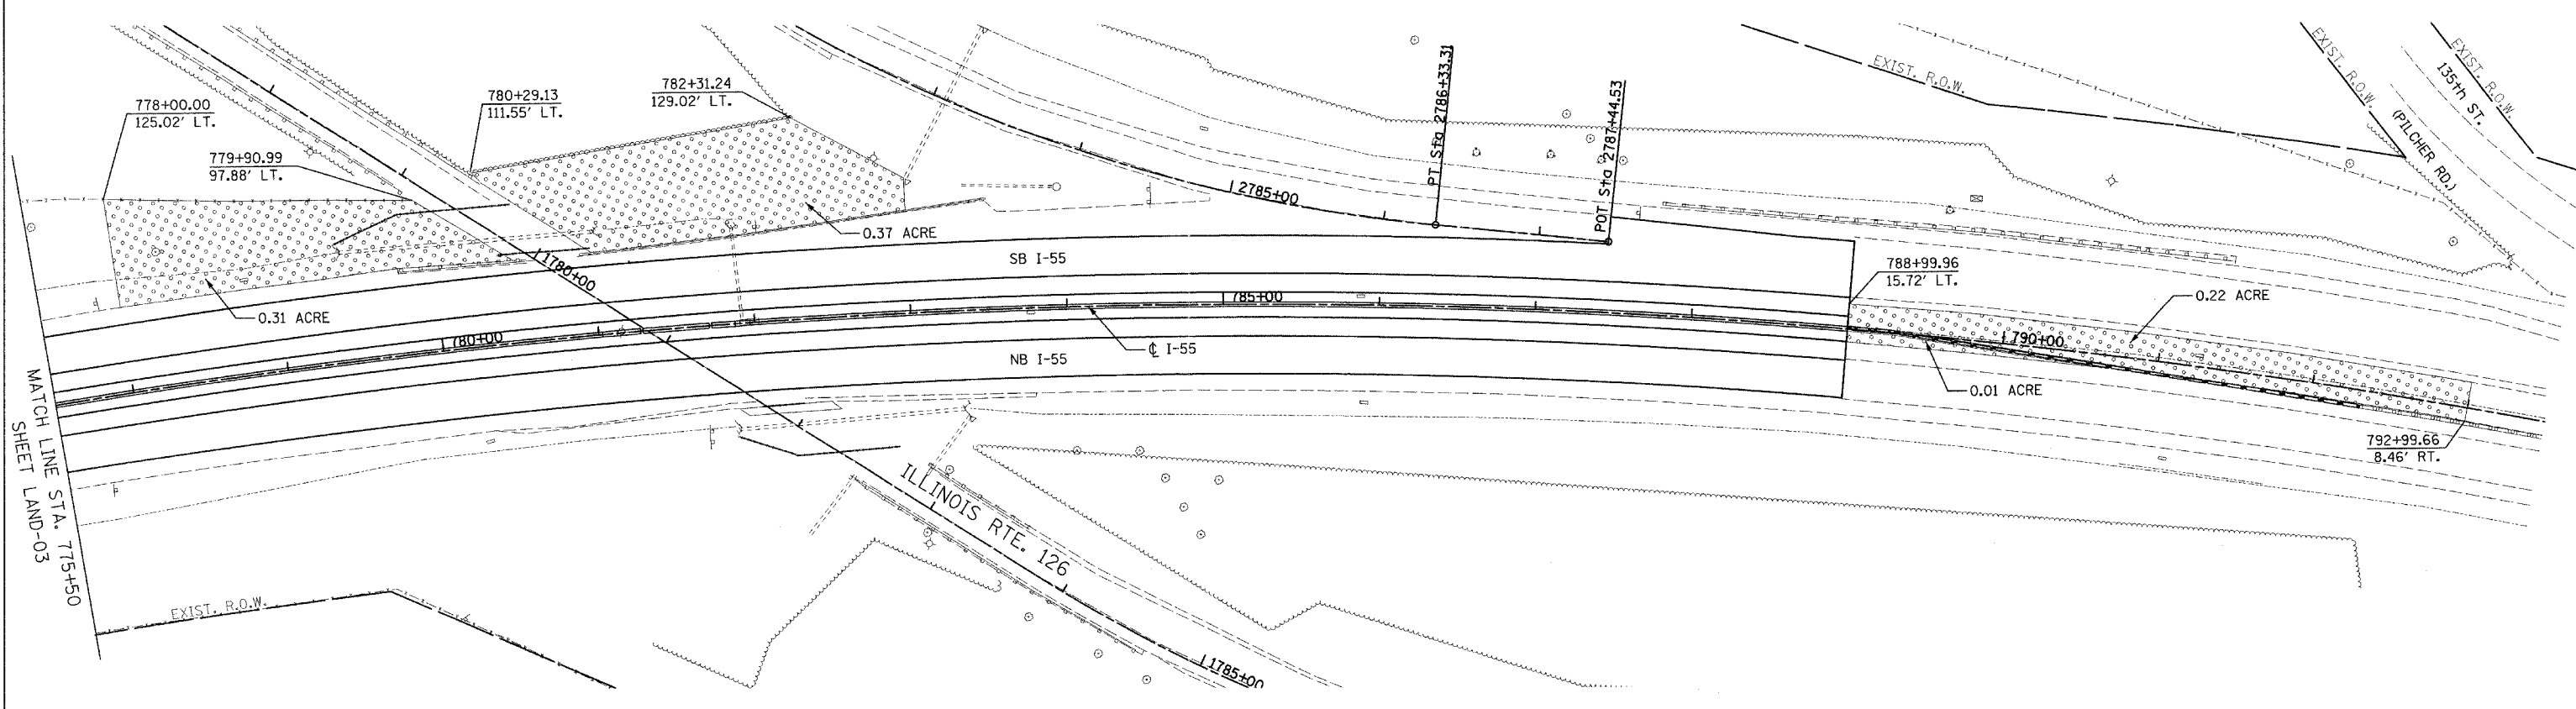 778+00.00
125.02' LT.
779+90.99
97.88' LT.
780+29.13
111.55' LT.
782+31.24
129.02' LT.
PT Sta 2786+33.31
POT Sta 2787+44.53
EXIST. R.O.W.
EXIST. R.O.W.
EXIST. R.O.W.
135th ST.
(PILCHER RD.)
2785+00
0.37 ACRE
1780+00
SB I-55
788+99.96
15.72' LT.
0.22 ACRE
0.31 ACRE
780+00
785+00
790+00
℄ I-55
NB I-55
0.01 ACRE
792+99.66
8.46' RT.
MATCH LINE STA. 775+50
SHEET LAND-03
ILLINOIS RTE. 126
EXIST. R.O.W.
1785+00